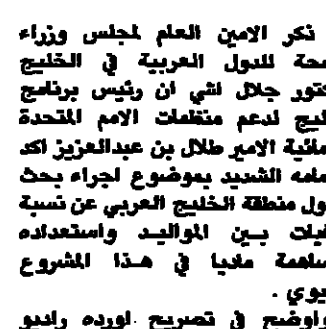 ذكر الامين العام لمجلس وزراء
صحة للدول العربية في الخليج
كتور جلال اشي ان رئيس برنامج
ليج لدعم منظمات الامم المتحدة
مائية الامير طلال بن عبدالعزيز اكد
مامه الشديد بموضوع اجراء بحث
ول منطقة الخليج العربي عن نسبة
فيات بين المواليد واستعداده
ساهمة ماديا في هذا المشروع
يوي .
واوضح في تصريح اورده راديو